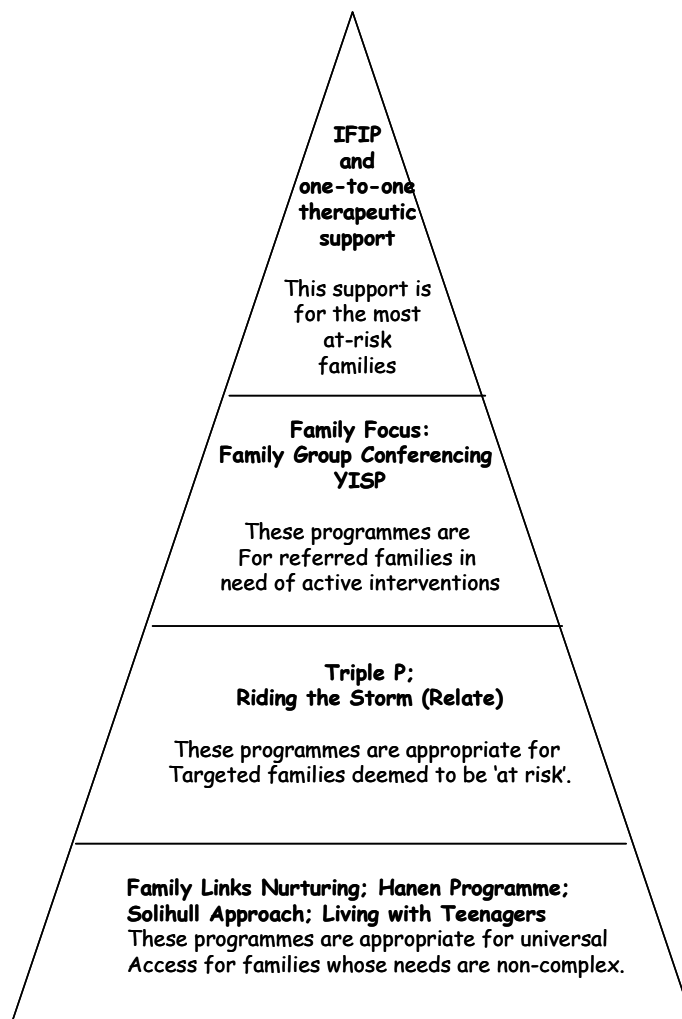 IFIP
and
one-to-one
therapeutic
support
This support is
for the most
at-risk
families
Family Focus:
Family Group Conferencing
YISP
These programmes are
For referred families in
need of active interventions
Triple P;
Riding the Storm (Relate)
These programmes are appropriate for
Targeted families deemed to be ‘at risk’.
Family Links Nurturing; Hanen Programme;
Solihull Approach; Living with Teenagers
These programmes are appropriate for universal
Access for families whose needs are non-complex.